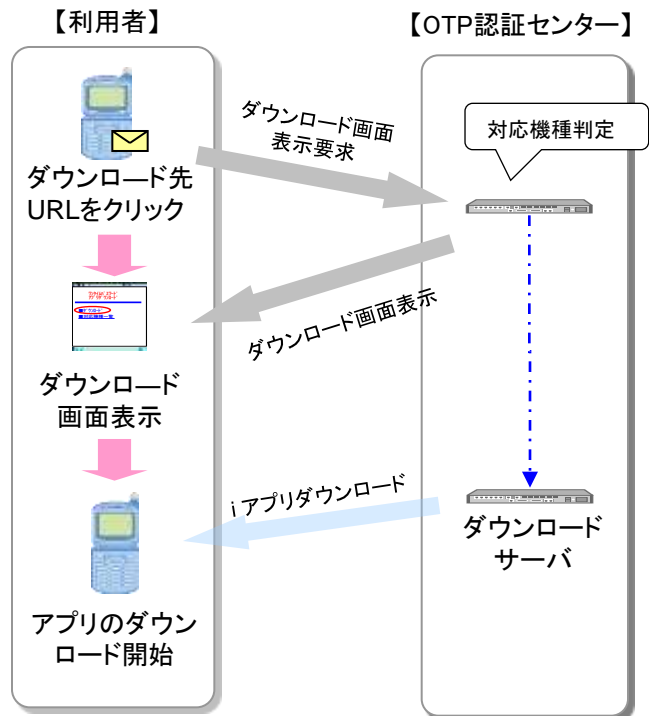 【利用者】
【OTP認証センター】
ダウンロード画面
表示要求
対応機種判定
ダウンロ―ド先
URLをクリック
ダウンロード画面表示
ダウンロ―ド
画面表示
iアプリダウンロード
ダウンロード
サーバ
アプリのダウン
ロード開始